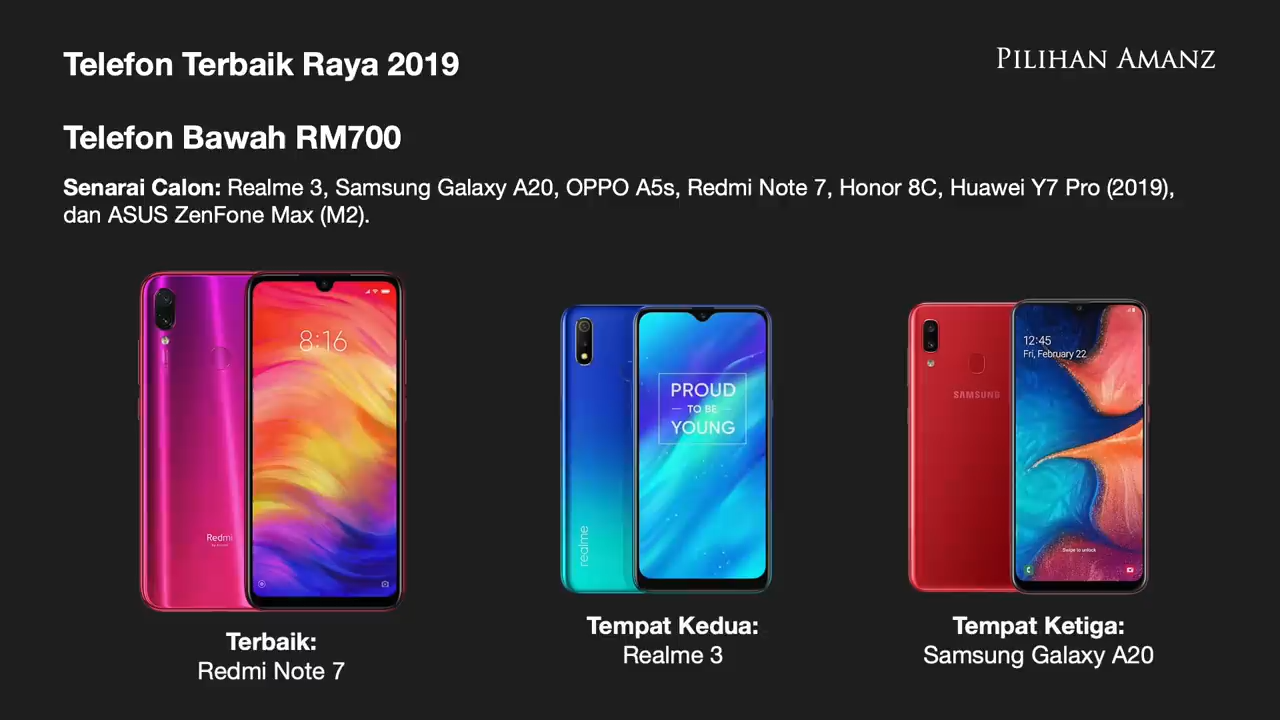 Telefon Terbaik Raya 2019
PILIHAN AMANZ
Telefon Bawah RM700
Senarai Calon: Realme 3, Samsung Galaxy A20, OPPO A5s, Redmi Note 7, Honor 8C, Huawei Y7 Pro (2019),
dan ASUS ZenFone Max (M2).
8:16
Redmi
PROUD
TO BE
YOUNG
realme
SAMSUNG
12:45
Fri, February 22
Swipe to unlock
Terbaik:
Redmi Note 7
Tempat Kedua:
Realme 3
Tempat Ketiga:
Samsung Galaxy A20